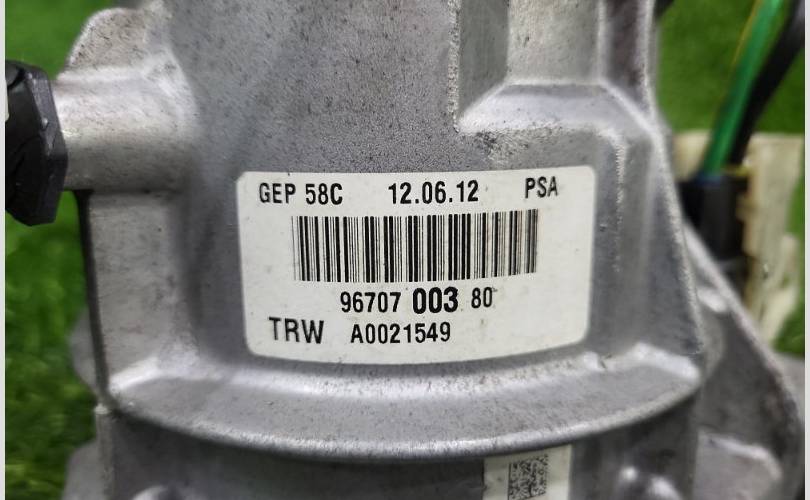 GEP 58C 12.06.12 PSA
96707 003 80
TRW A0021549